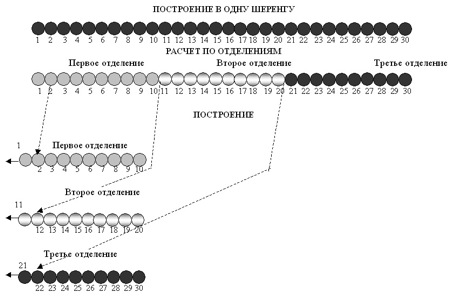 ПОСТРОЕНИЕ В ОДНУ ШЕРЕНГУ
1 2 3 4 5 6 7 8 9 10 11 12 13 14 15 16 17 18 19 20 21 22 23 24 25 26 27 28 29 30
РАСЧЕТ ПО ОТДЕЛЕНИЯМ
Первое отделение Второе отделение Третье отделение
1 2 3 4 5 6 7 8 9 10 11 12 13 14 15 16 17 18 19 20 21 22 23 24 25 26 27 28 29 30
ПОСТРОЕНИЕ
1 Первое отделение
2 3 4 5 6 7 8 9 10
Второе отделение
11
12 13 14 15 16 17 18 19 20
Третье отделение
21
22 23 24 25 26 27 28 29 30